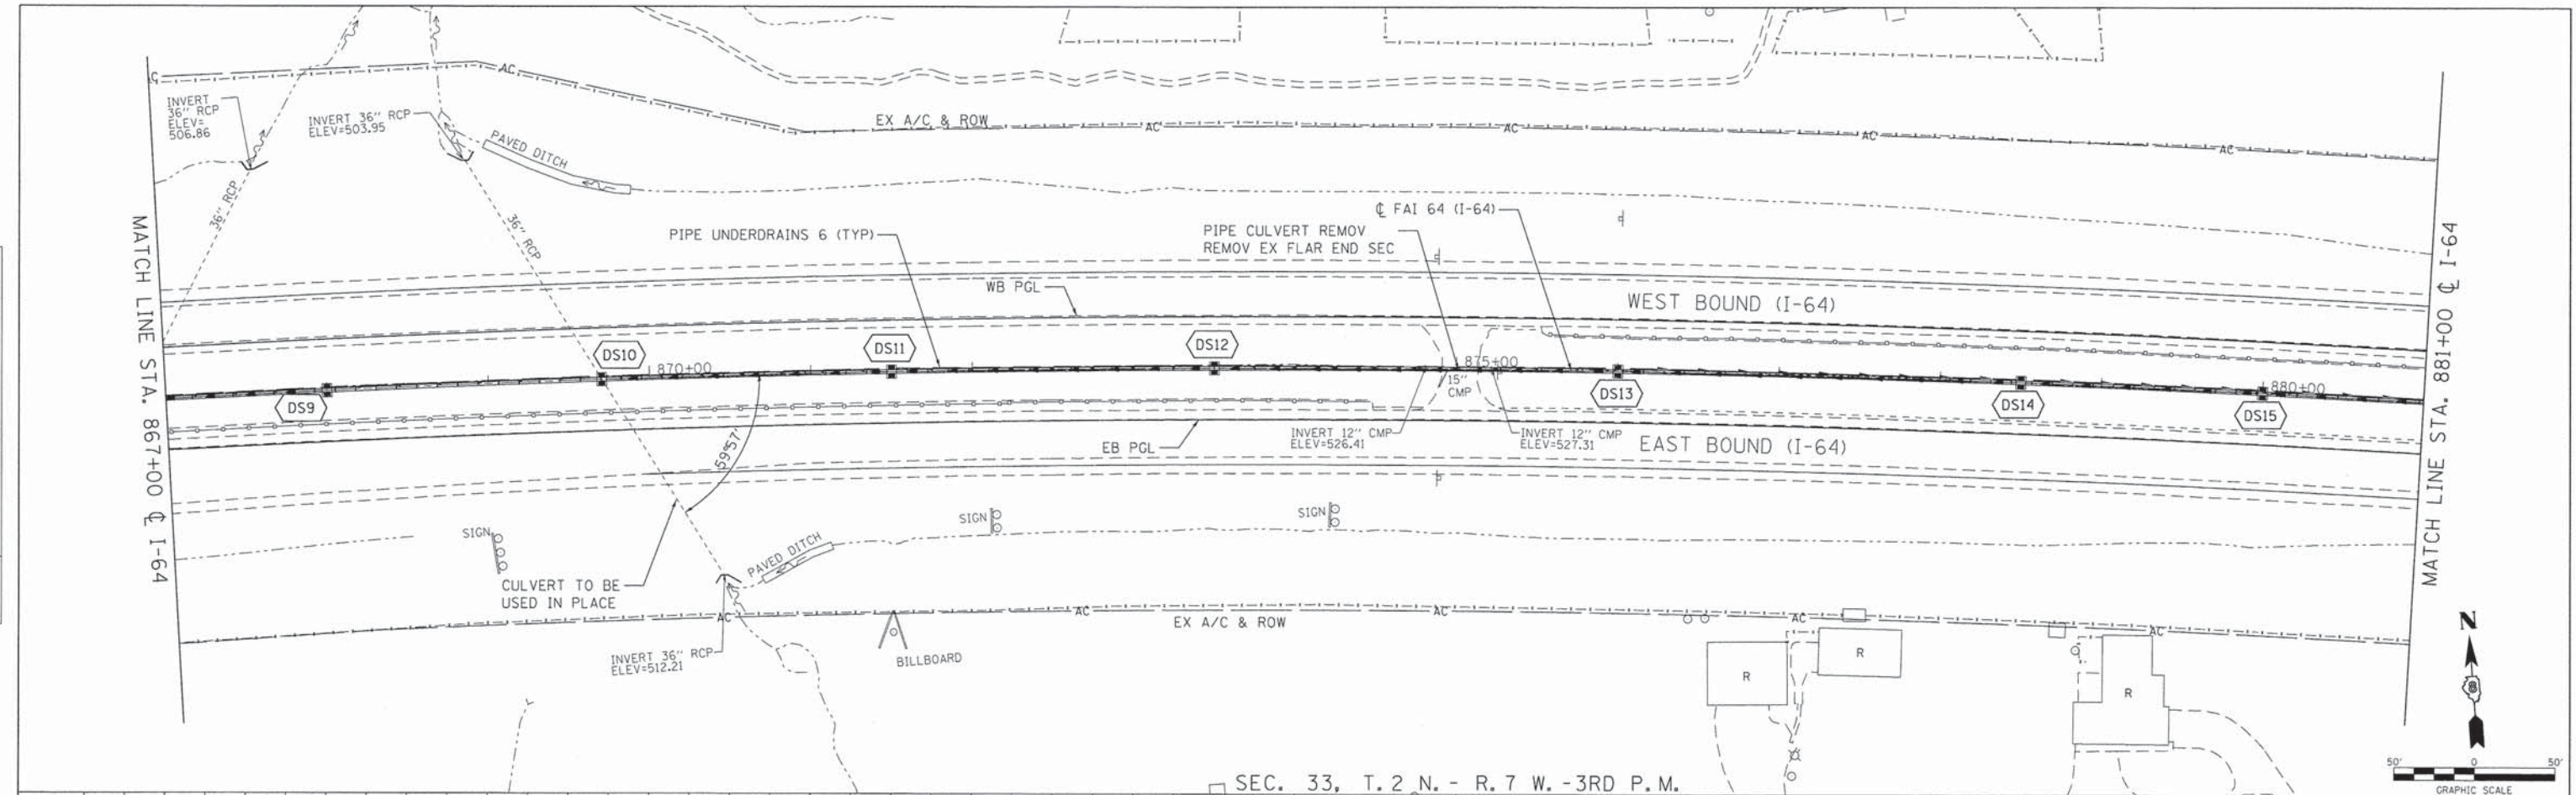 AC
INVERT
36" RCP
ELEV=
506.86
INVERT 36" RCP
ELEV=503.95
PAVED DITCH
36" RCP
36" RCP
EX A/C & ROW
AC
AC
AC
AC
MATCH LINE STA. 867+00 ℄ I-64
PIPE UNDERDRAINS 6 (TYP)
PIPE CULVERT REMOV
REMOV EX FLAR END SEC
℄ FAI 64 (I-64)
WB PGL
WEST BOUND (I-64)
DS9
DS10
870+00
DS11
DS12
875+00
15"
CMP
DS13
DS14
880+00
DS15
59°57'
EB PGL
INVERT 12" CMP
ELEV=526.41
INVERT 12" CMP
ELEV=527.31
EAST BOUND (I-64)
MATCH LINE STA. 881+00 ℄ I-64
SIGN
SIGN
SIGN
PAVED DITCH
CULVERT TO BE
USED IN PLACE
AC
AC
AC
AC
AC
EX A/C & ROW
INVERT 36" RCP
ELEV=512.21
BILLBOARD
R
R
R
N
SEC. 33, T. 2 N. - R. 7 W. -3RD P. M.
50' 0 50'
GRAPHIC SCALE